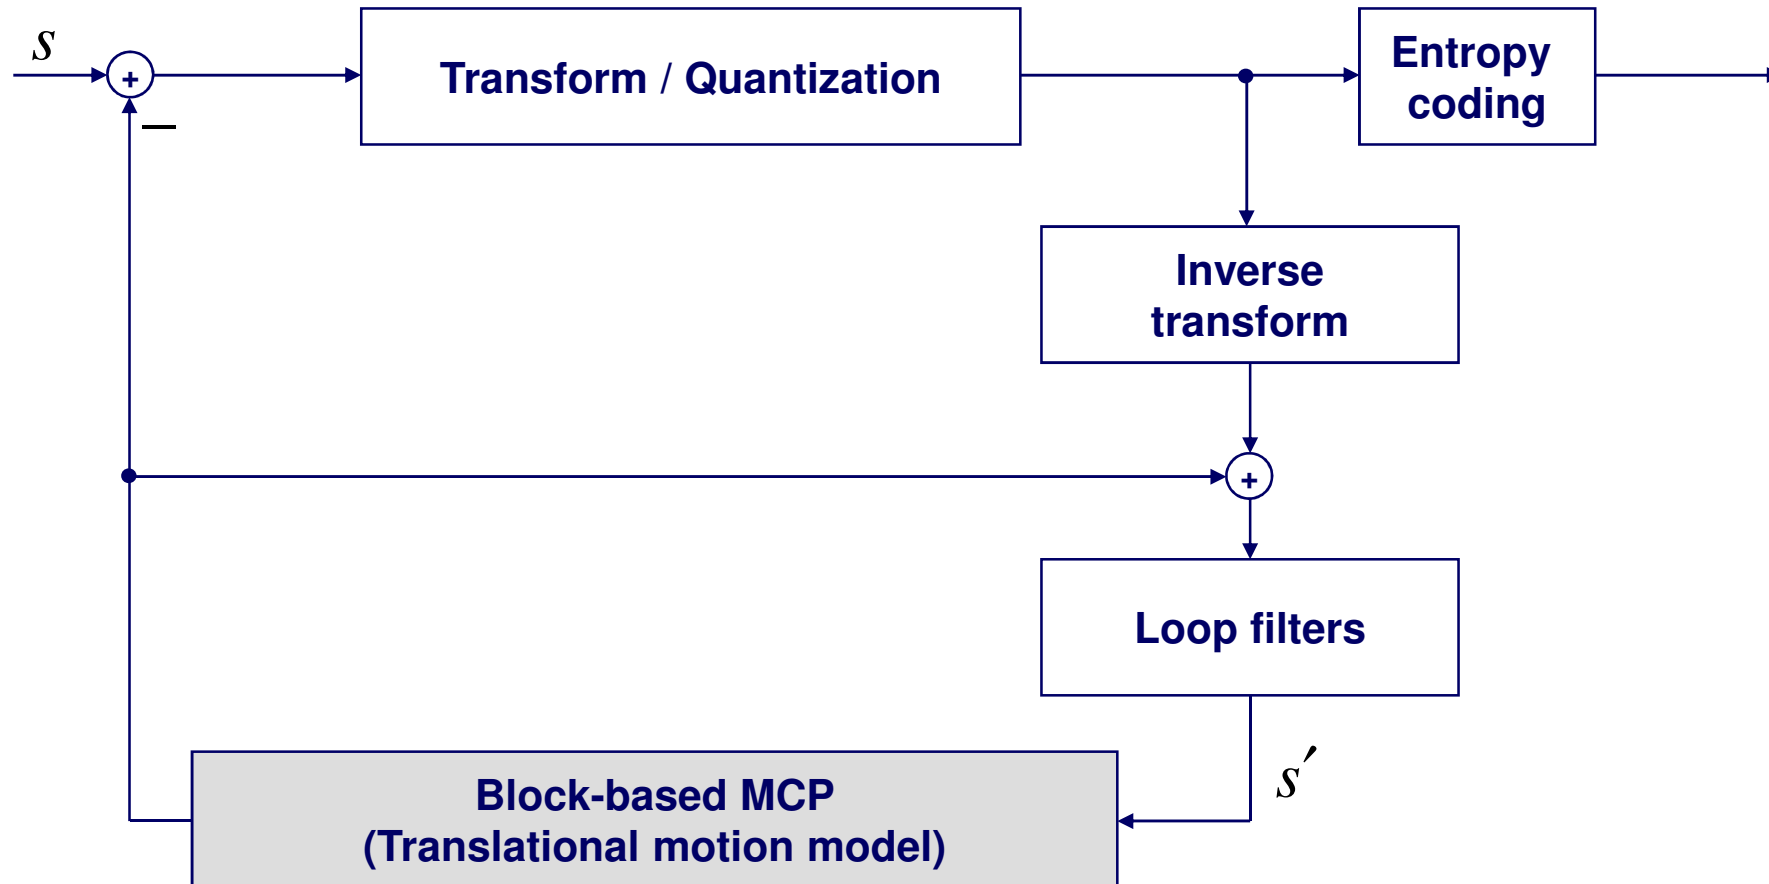 s
+
Transform / Quantization
Entropy
coding
–
Inverse
transform
+
Loop filters
s′
Block-based MCP
(Translational motion model)